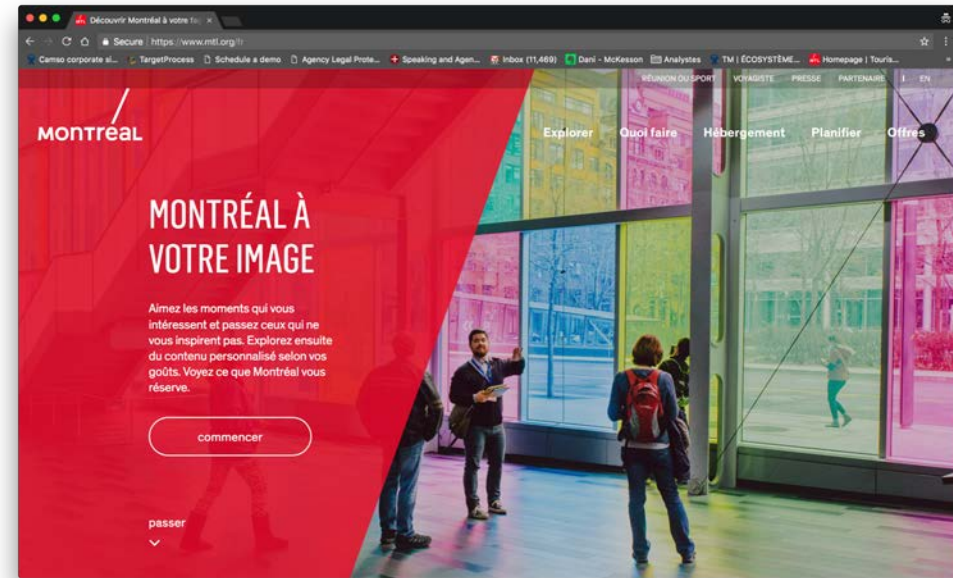 Découvrir Montréal à votre faç
Secure https://www.mtl.org/fr
Camso corporate si... TargetProcess Schedule a demo Agency Legal Prote... Speaking and Agen... Inbox (11,469) Dani - McKesson Analystes TM | ÉCOSYSTÈME... Homepage | Touris... »
RÉUNION DU SPORT VOYAGISTE PRESSE PARTENAIRE EN
MONTRÉAL
Explorer Quoi faire Hébergement Planifier Offres
MONTRÉAL À
VOTRE IMAGE
Aimez les moments qui vous
intéressent et passez ceux qui ne
vous inspirent pas. Explorez ensuite
du contenu personnalisé selon vos
goûts. Voyez ce que Montréal vous
réserve.
commencer
passer